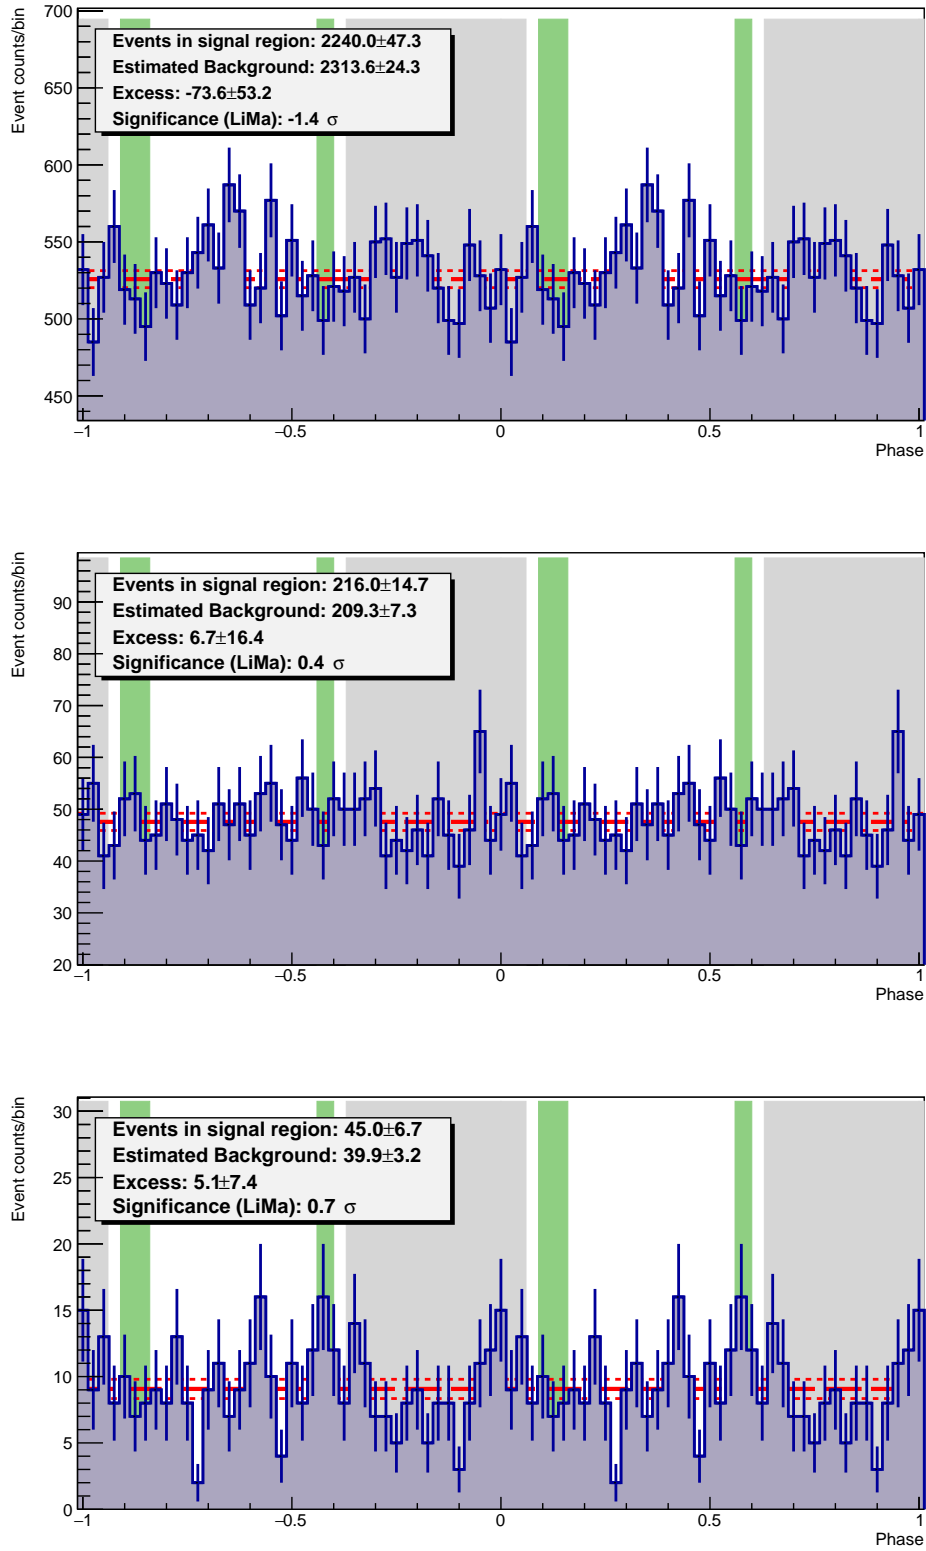 Event counts/bin
700
650
600
550
500
450
Events in signal region: 2240.0±47.3
Estimated Background: 2313.6±24.3
Excess: -73.6±53.2
Significance (LiMa): -1.4 σ
−1 −0.5 0 0.5 1
Phase
Event counts/bin
90
80
70
60
50
40
30
20
Events in signal region: 216.0±14.7
Estimated Background: 209.3±7.3
Excess: 6.7±16.4
Significance (LiMa): 0.4 σ
−1 −0.5 0 0.5 1
Phase
Event counts/bin
30
25
20
15
10
5
0
Events in signal region: 45.0±6.7
Estimated Background: 39.9±3.2
Excess: 5.1±7.4
Significance (LiMa): 0.7 σ
−1 −0.5 0 0.5 1
Phase